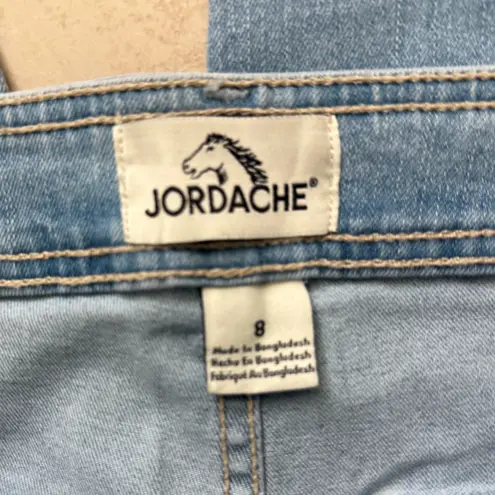 JORDACHE®
8
Made In Bangladesh
Hecho En Bangladesh
Fabriqué Au Bangladesh